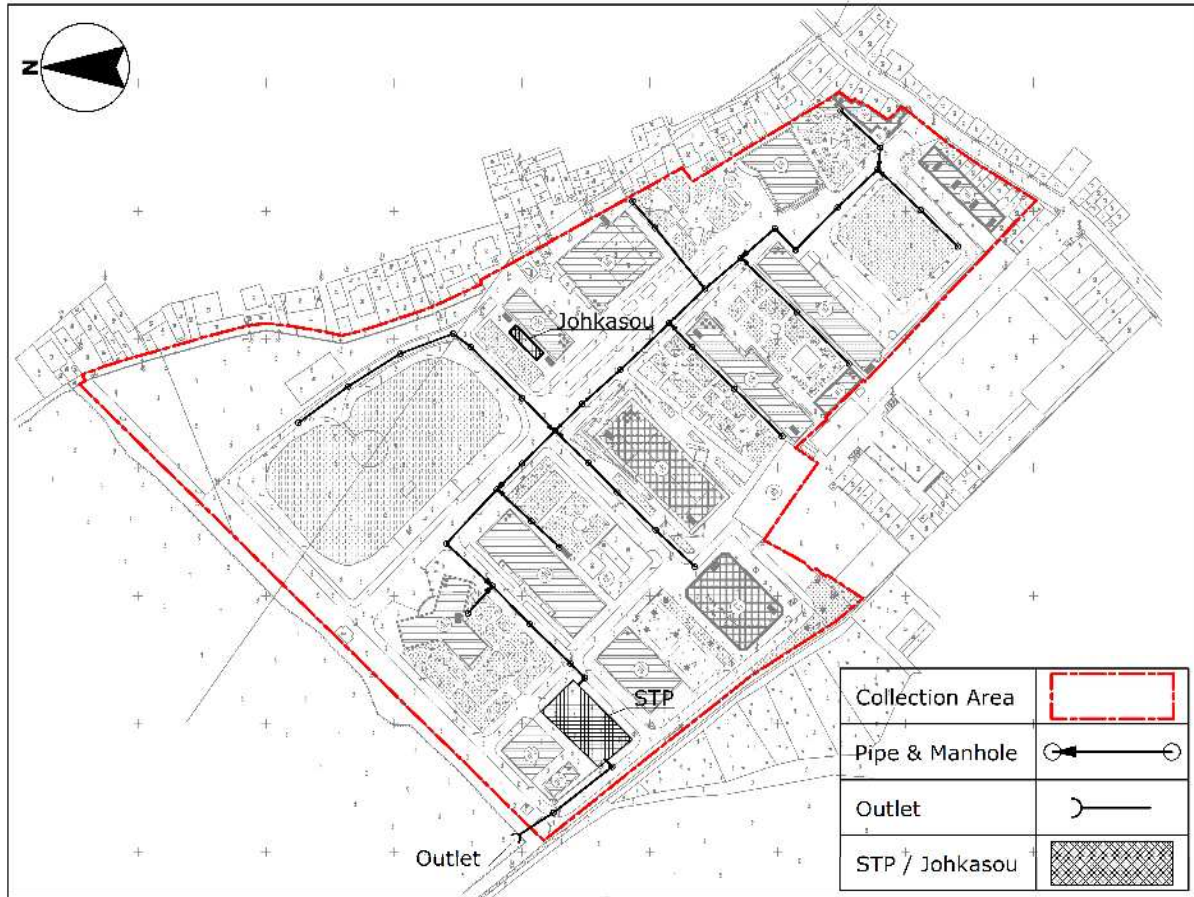 N
Johkasou
STP
Outlet
Collection Area
Pipe & Manhole
Outlet
STP / Johkasou